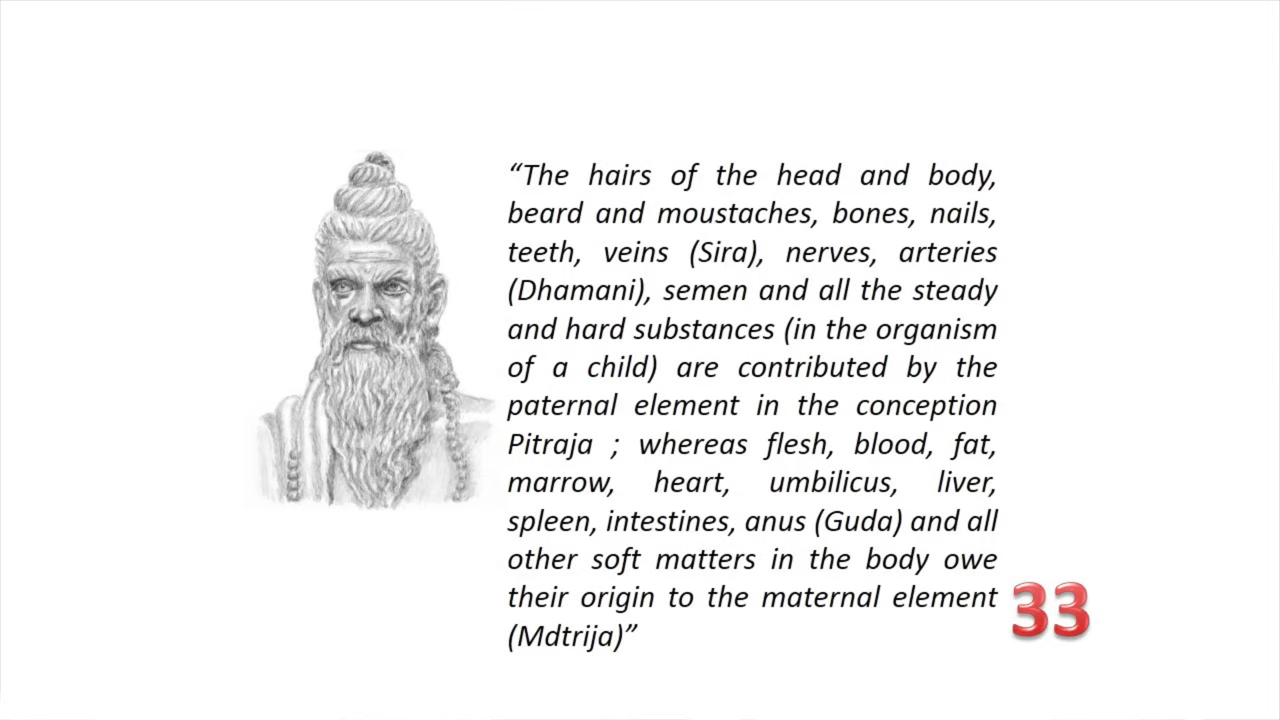 “The hairs of the head and body,
beard and moustaches, bones, nails,
teeth, veins (Sira), nerves, arteries
(Dhamani), semen and all the steady
and hard substances (in the organism
of a child) are contributed by the
paternal element in the conception
Pitraja ; whereas flesh, blood, fat,
marrow, heart, umbilicus, liver,
spleen, intestines, anus (Guda) and all
other soft matters in the body owe
their origin to the maternal element
(Mdtrija)”
33